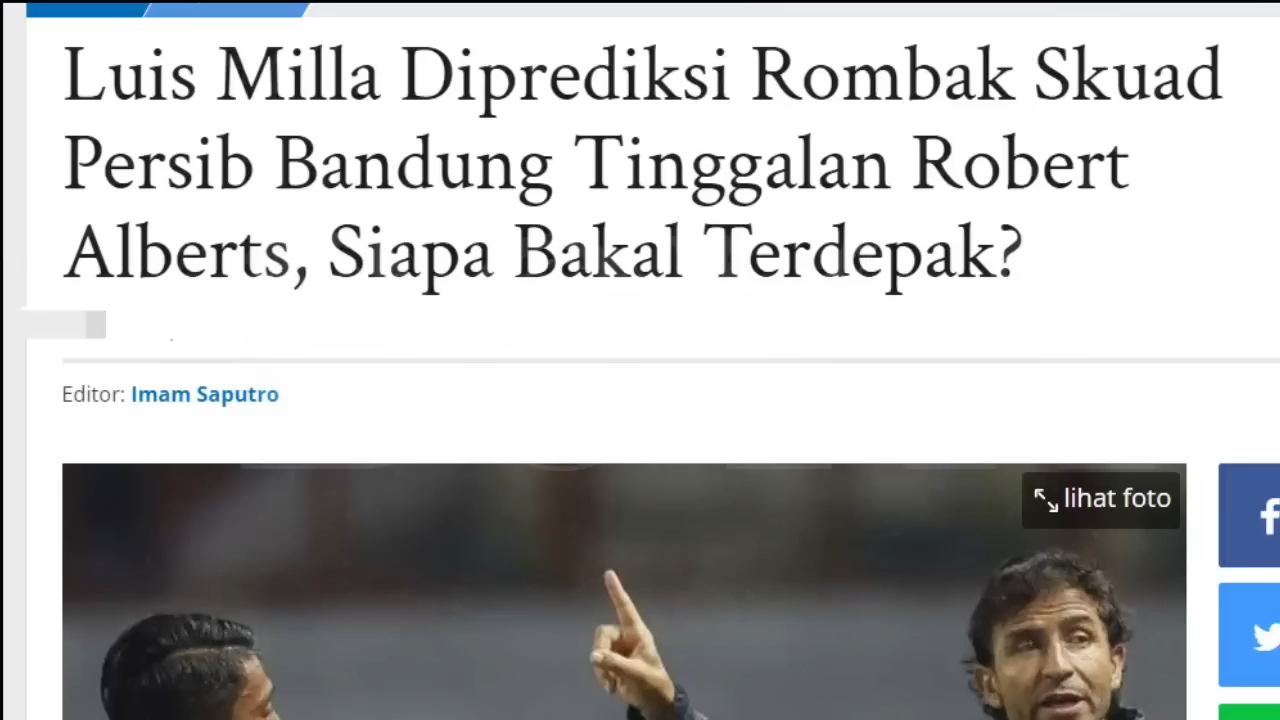 Luis Milla Diprediksi Rombak Skuad
Persib Bandung Tinggalan Robert
Alberts, Siapa Bakal Terdepak?
Editor: Imam Saputro
lihat foto